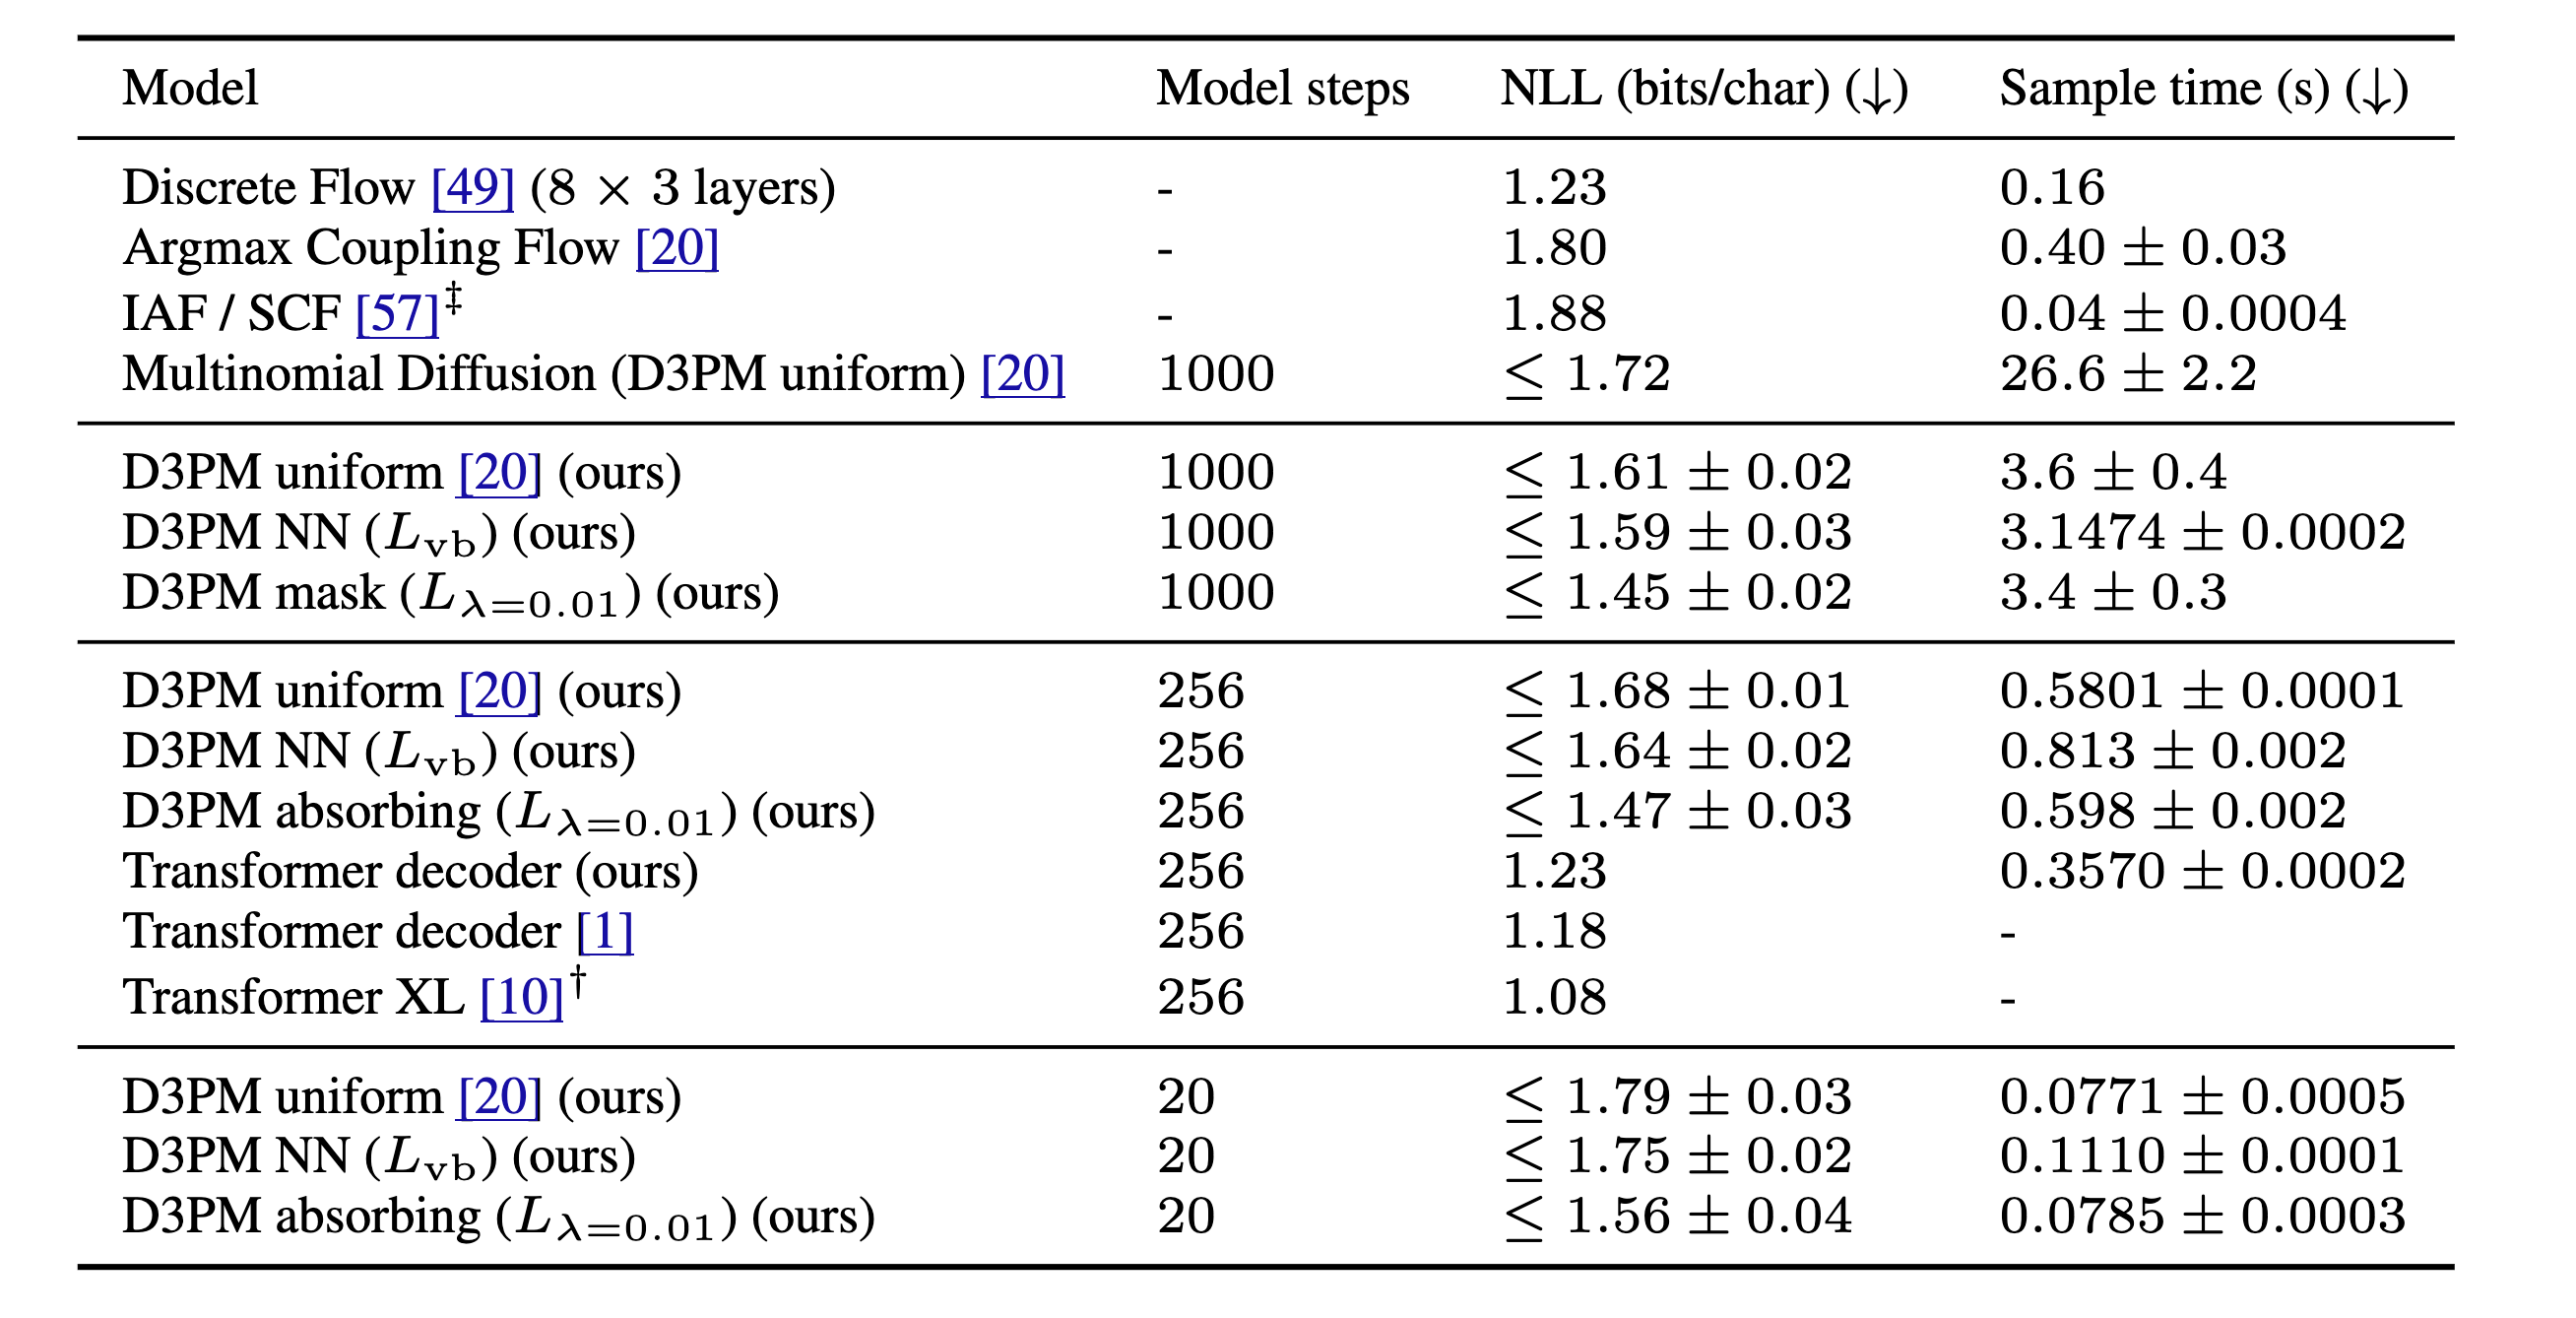 Model Model steps NLL (bits/char) (↓) Sample time (s) (↓)
Discrete Flow [49] (8 × 3 layers) - 1.23 0.16
Argmax Coupling Flow [20] - 1.80 0.40 ± 0.03
IAF / SCF [57]‡ - 1.88 0.04 ± 0.0004
Multinomial Diffusion (D3PM uniform) [20] 1000 ≤ 1.72 26.6 ± 2.2
D3PM uniform [20] (ours) 1000 ≤ 1.61 ± 0.02 3.6 ± 0.4
D3PM NN (L_vb) (ours) 1000 ≤ 1.59 ± 0.03 3.1474 ± 0.0002
D3PM mask (L_λ=0.01) (ours) 1000 ≤ 1.45 ± 0.02 3.4 ± 0.3
D3PM uniform [20] (ours) 256 ≤ 1.68 ± 0.01 0.5801 ± 0.0001
D3PM NN (L_vb) (ours) 256 ≤ 1.64 ± 0.02 0.813 ± 0.002
D3PM absorbing (L_λ=0.01) (ours) 256 ≤ 1.47 ± 0.03 0.598 ± 0.002
Transformer decoder (ours) 256 1.23 0.3570 ± 0.0002
Transformer decoder [1] 256 1.18 -
Transformer XL [10]† 256 1.08 -
D3PM uniform [20] (ours) 20 ≤ 1.79 ± 0.03 0.0771 ± 0.0005
D3PM NN (L_vb) (ours) 20 ≤ 1.75 ± 0.02 0.1110 ± 0.0001
D3PM absorbing (L_λ=0.01) (ours) 20 ≤ 1.56 ± 0.04 0.0785 ± 0.0003